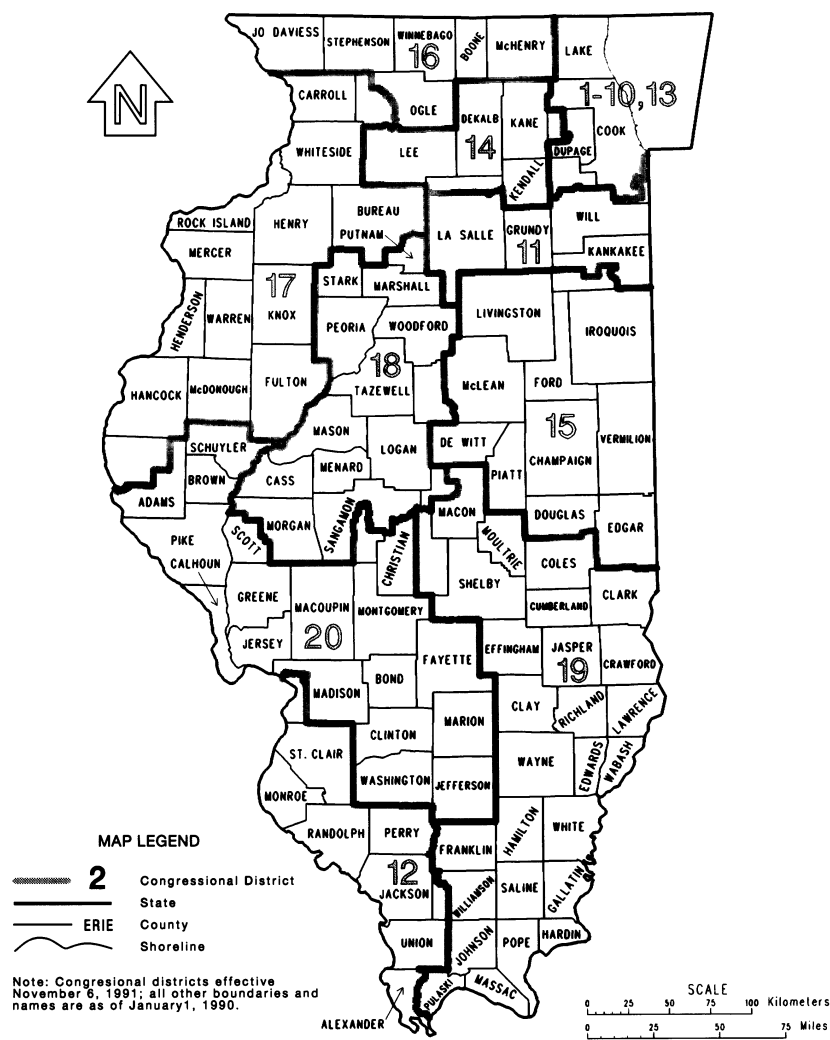 JO DAVIESS
STEPHENSON
WINNEBAGO
16
BOONE
McHENRY
LAKE
N
CARROLL
OGLE
DEKALB
14
KANE
1-10,13
COOK
DUPAGE
WHITESIDE
LEE
KENDALL
ROCK ISLAND
HENRY
BUREAU
PUTNAM
LA SALLE
GRUNDY
11
WILL
KANKAKEE
MERCER
17
KNOX
STARK
MARSHALL
HENDERSON
WARREN
PEORIA
WOODFORD
LIVINGSTON
IROQUOIS
18
TAZEWELL
HANCOCK
McDONOUGH
FULTON
McLEAN
FORD
MASON
LOGAN
DE WITT
15
CHAMPAIGN
VERMILION
SCHUYLER
BROWN
CASS
MENARD
PIATT
ADAMS
MORGAN
SANGAMON
MACON
DOUGLAS
EDGAR
PIKE
SCOTT
CHRISTIAN
MOULTRIE
CALHOUN
COLES
GREENE
MACOUPIN
20
MONTGOMERY
SHELBY
CUMBERLAND
CLARK
JERSEY
FAYETTE
EFFINGHAM
JASPER
19
CRAWFORD
MADISON
BOND
CLAY
RICHLAND
LAWRENCE
MARION
CLINTON
ST. CLAIR
WAYNE
EDWARDS
WABASH
WASHINGTON
JEFFERSON
MONROE
RANDOLPH
PERRY
HAMILTON
WHITE
FRANKLIN
12
JACKSON
WILLIAMSON
SALINE
GALLATIN
UNION
JOHNSON
POPE
HARDIN
PULASKI
MASSAC
ALEXANDER
MAP LEGEND
2 Congressional District
State
ERIE County
Shoreline
Note: Congresional districts effective
November 6, 1991; all other boundaries and
names are as of January1, 1990.
SCALE
0 25 50 75 100 Kilometers
0 25 50 75 Miles